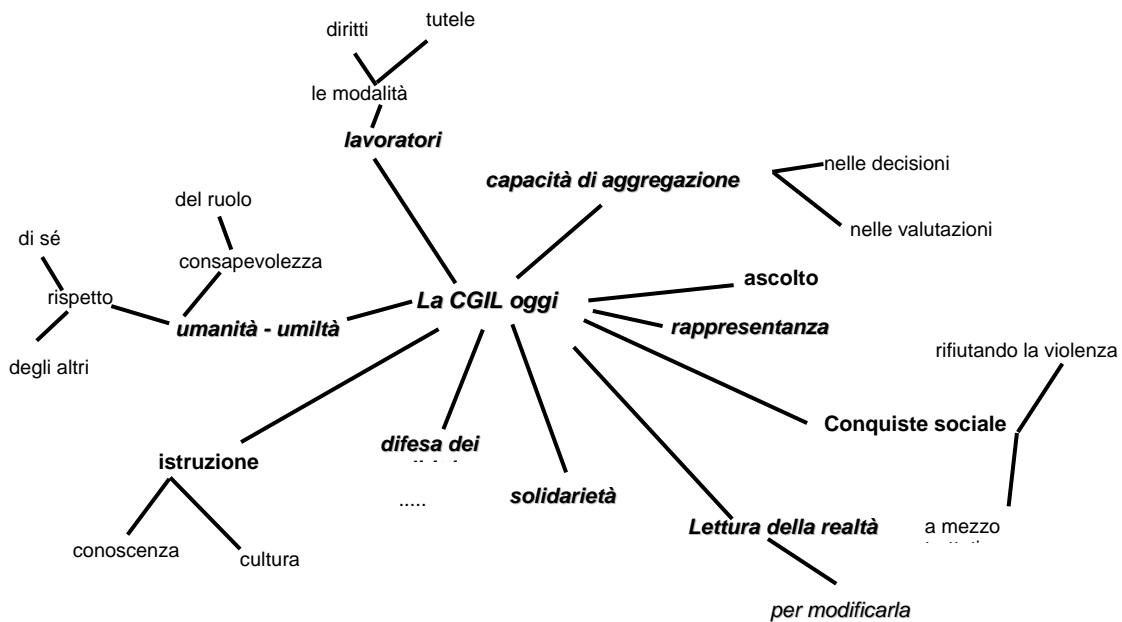 tutele
diritti
le modalità
lavoratori
capacità di aggregazione
nelle decisioni
nelle valutazioni
del ruolo
di sé
consapevolezza
rispetto
umanità - umiltà
degli altri
La CGIL oggi
ascolto
rappresentanza
rifiutando la violenza
Conquiste sociale
istruzione
difesa dei
.....
solidarietà
Lettura della realtà
a mezzo
conoscenza
cultura
per modificarla